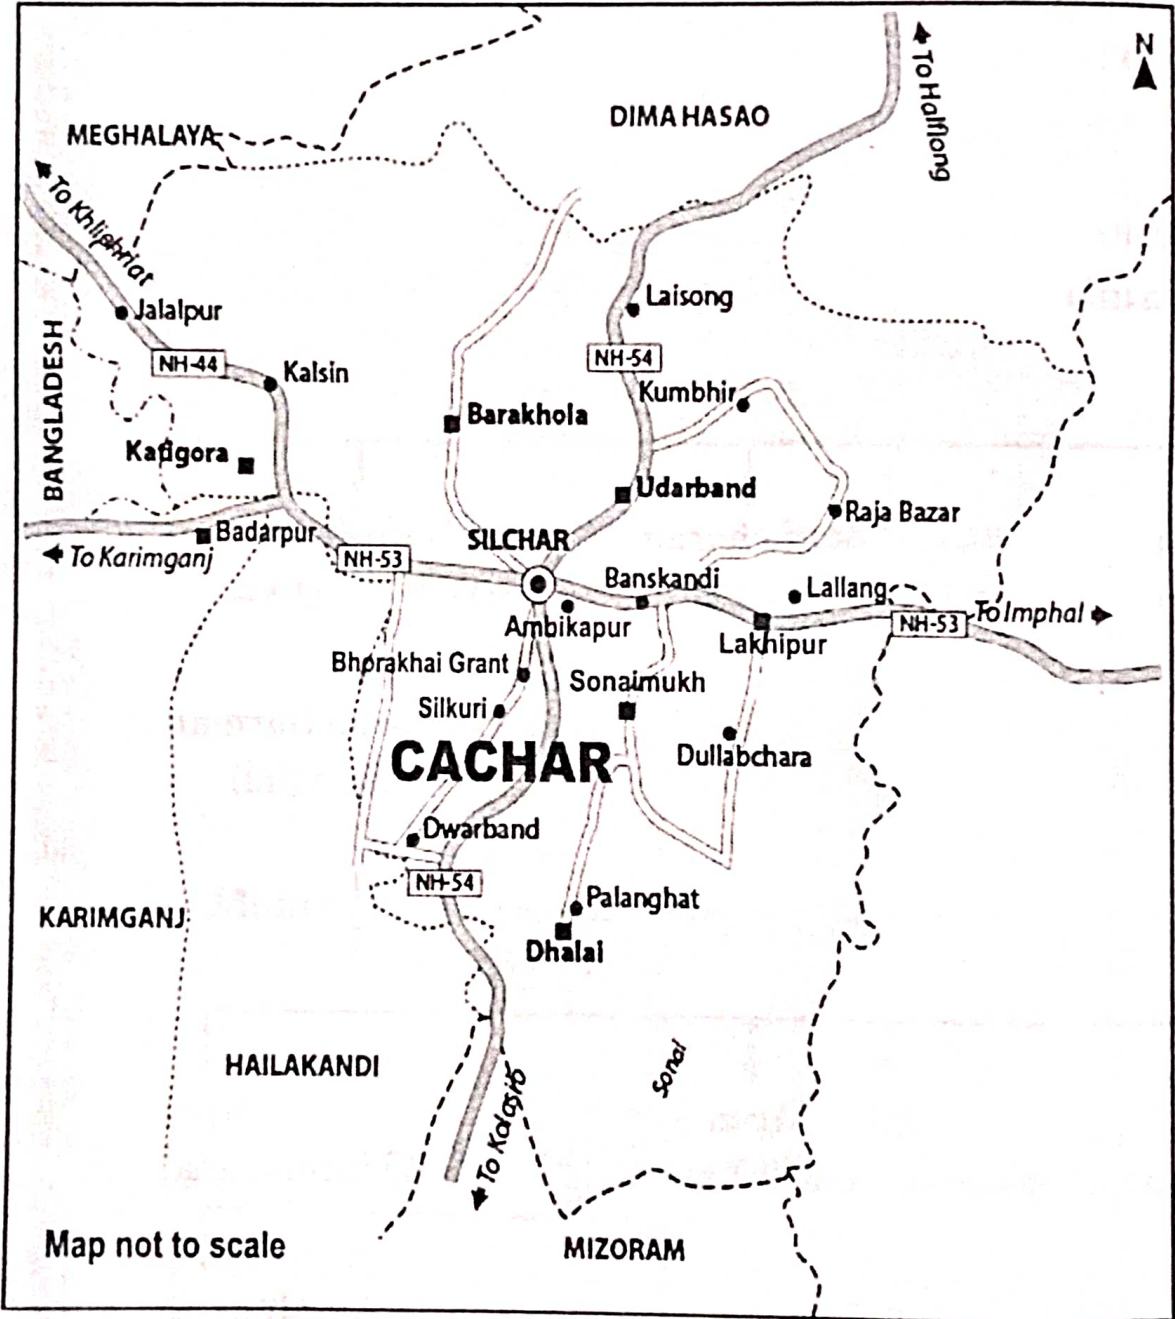 N
To Halflong
DIMA HASAO
MEGHALAYA
To Khliehriat
Jalalpur
Laisong
NH-44
NH-54
Kalsin
BANGLADESH
Kumbhir
Barakhola
Katigora
Udarband
Raja Bazar
Badarpur
SILCHAR
To Karimganj
NH-53
Banskandi
Lallang
To Imphal
NH-53
Ambikapur
Lakhipur
Bhorakhai Grant
Sonaimukh
Silkuri
Dullabchara
CACHAR
Dwarband
NH-54
Palanghat
KARIMGANJ
Dhalai
HAILAKANDI
Sonai
To Kolasib
Map not to scale
MIZORAM